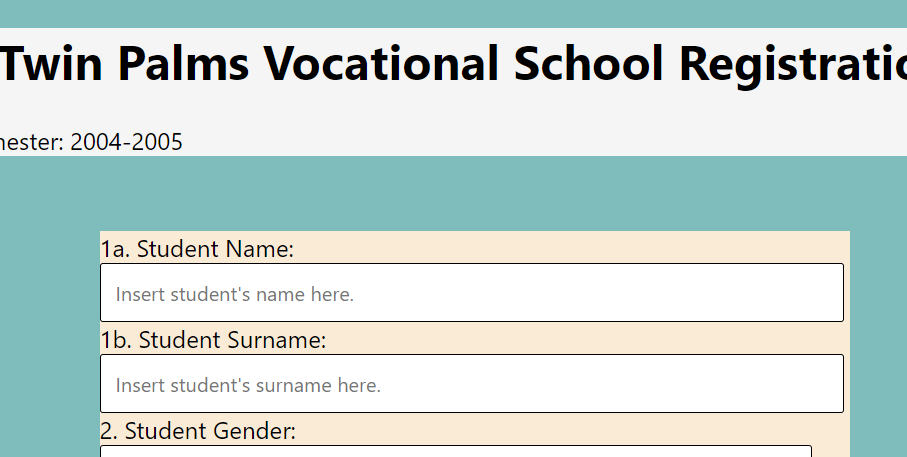 Twin Palms Vocational School Registratio
nester: 2004-2005
1a. Student Name:
Insert student's name here.
1b. Student Surname:
Insert student's surname here.
2. Student Gender: